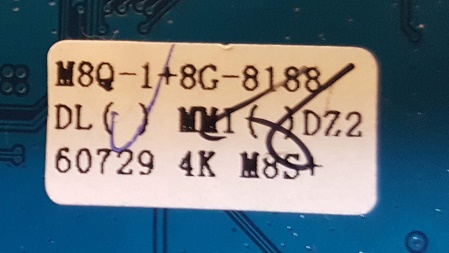 M8Q-1+8G-8188
DL( ) MM1( )DZ2
60729 4K M8S+